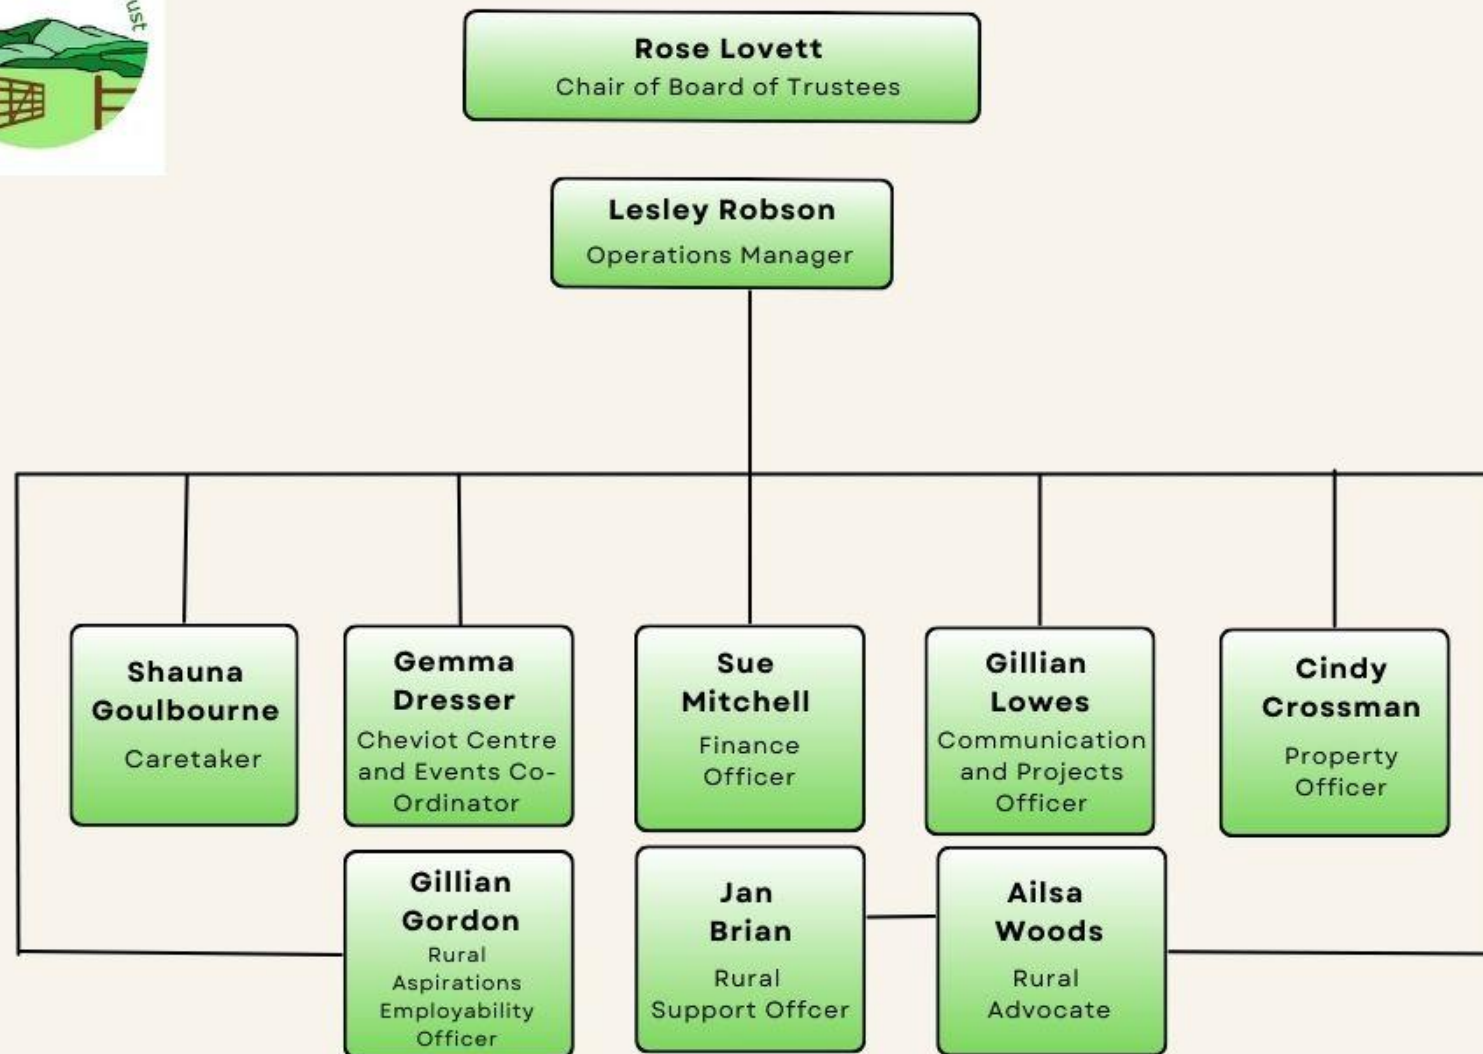 Rose Lovett
Chair of Board of Trustees
Lesley Robson
Operations Manager
Shauna
Goulbourne
Caretaker
Gemma
Dresser
Cheviot Centre
and Events Co-
Ordinator
Sue
Mitchell
Finance
Officer
Gillian
Lowes
Communication
and Projects
Officer
Cindy
Crossman
Property
Officer
Gillian
Gordon
Rural
Aspirations
Employability
Officer
Jan
Brian
Rural
Support Offcer
Ailsa
Woods
Rural
Advocate